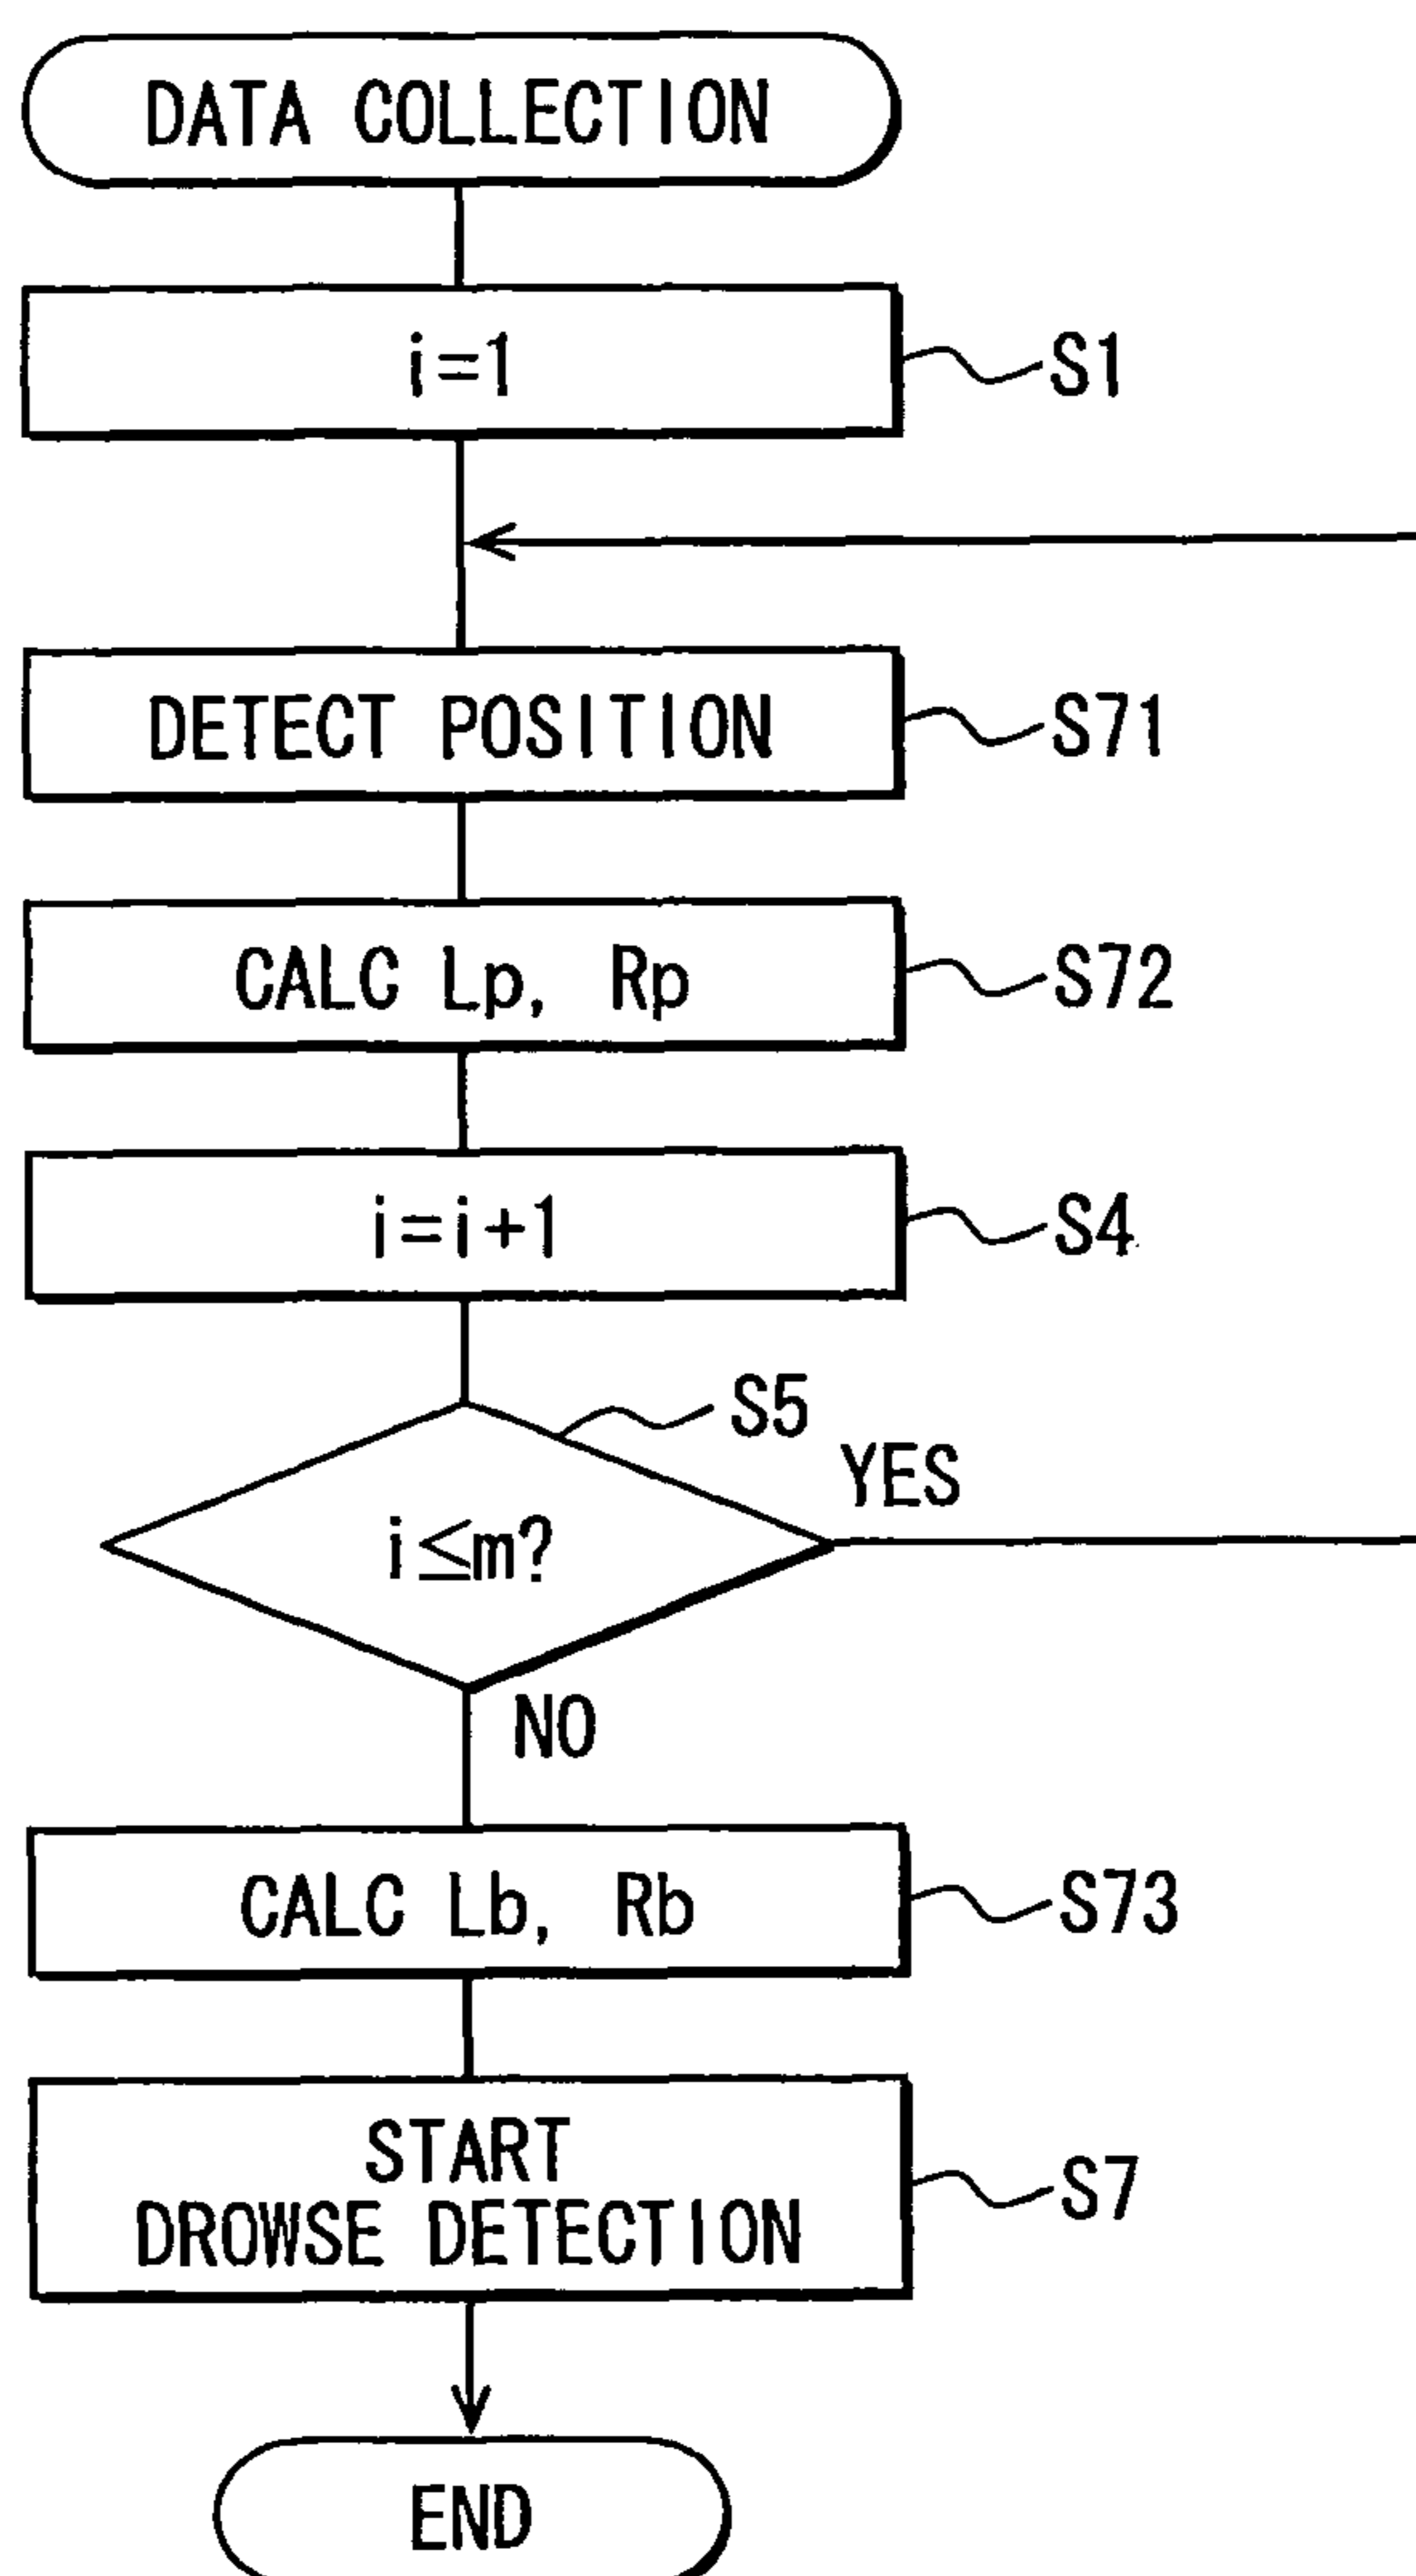 DATA COLLECTION
i=1
S1
DETECT POSITION
S71
CALC Lp, Rp
S72
i=i+1
S4
S5
YES
i≤m?
NO
CALC Lb, Rb
S73
START
DROWSE DETECTION
S7
END